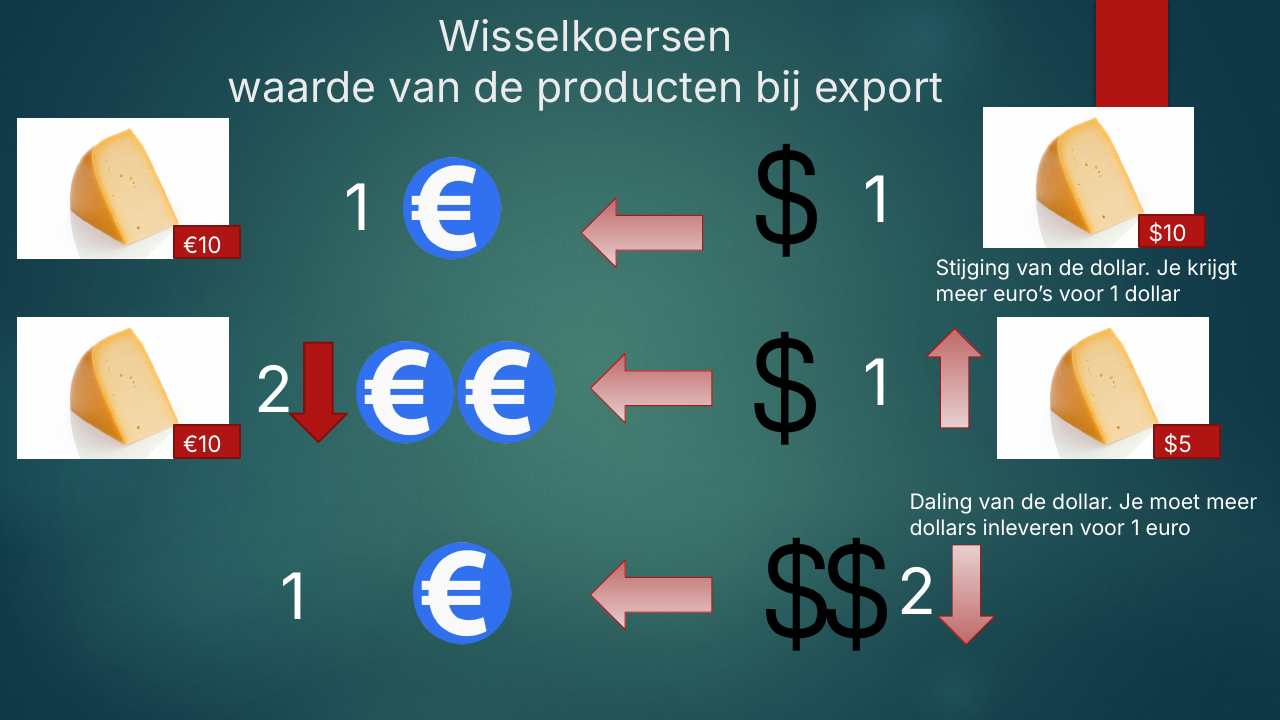 Wisselkoersen
waarde van de producten bij export
€10
1 €
$ 1
$10
Stijging van de dollar. Je krijgt
meer euro’s voor 1 dollar
€10
2 € €
$ 1
$5
Daling van de dollar. Je moet meer
dollars inleveren voor 1 euro
1 €
$$ 2